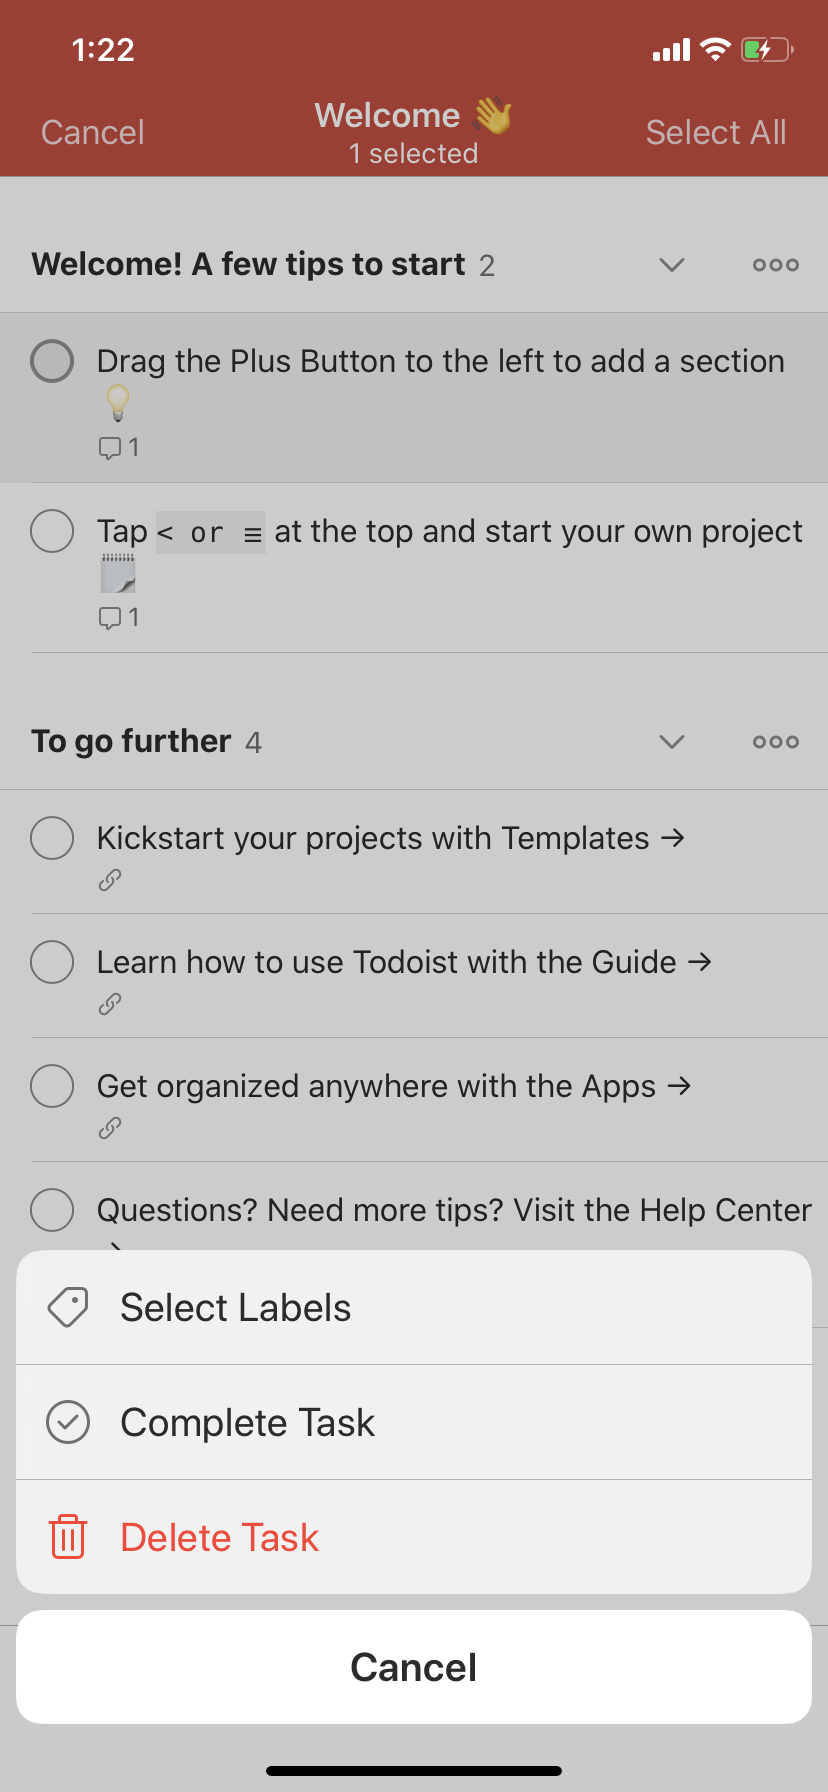 1:22
Cancel
Welcome 👋
1 selected
Select All
Welcome! A few tips to start 2
Drag the Plus Button to the left to add a section
💡
1
Tap < or ≡ at the top and start your own project
🗒️
1
To go further 4
Kickstart your projects with Templates →
Learn how to use Todoist with the Guide →
Get organized anywhere with the Apps →
Questions? Need more tips? Visit the Help Center
Select Labels
Complete Task
Delete Task
Cancel